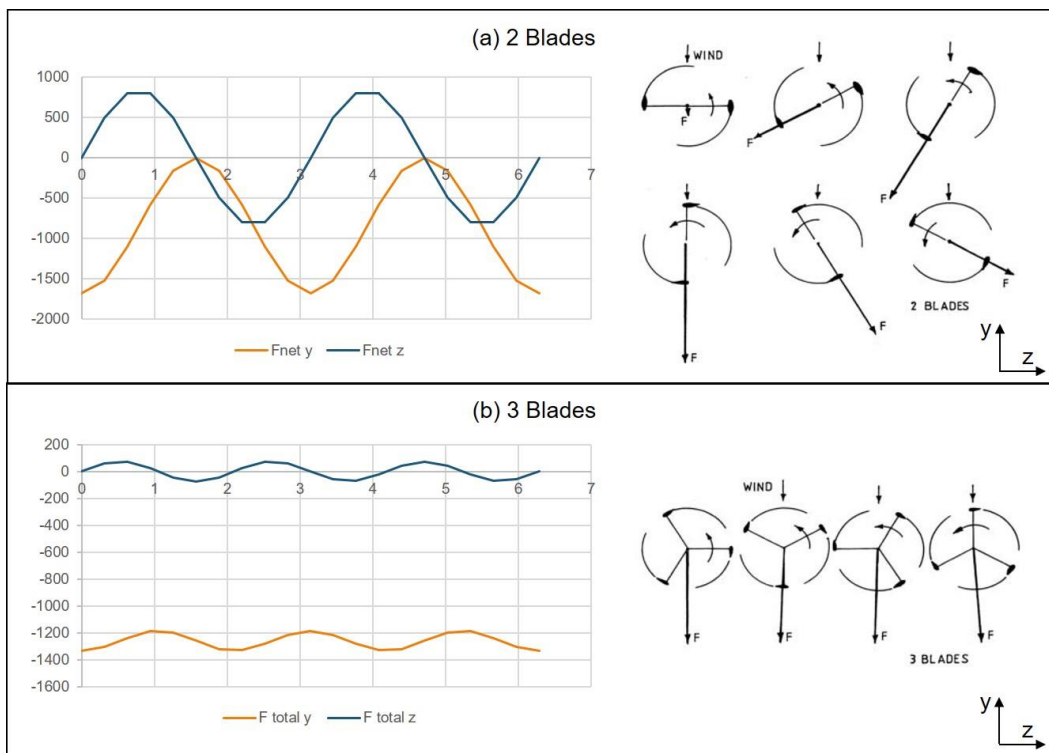 (a) 2 Blades
1000
500
0
-500
-1000
-1500
-2000
0 1 2 3 4 5 6 7
Fnet y Fnet z
WIND
F
F
F
F
F
F
2 BLADES
y
z
(b) 3 Blades
200
0
-200
-400
-600
-800
-1000
-1200
-1400
-1600
0 1 2 3 4 5 6 7
F total y F total z
WIND
F F F F
3 BLADES
y
z